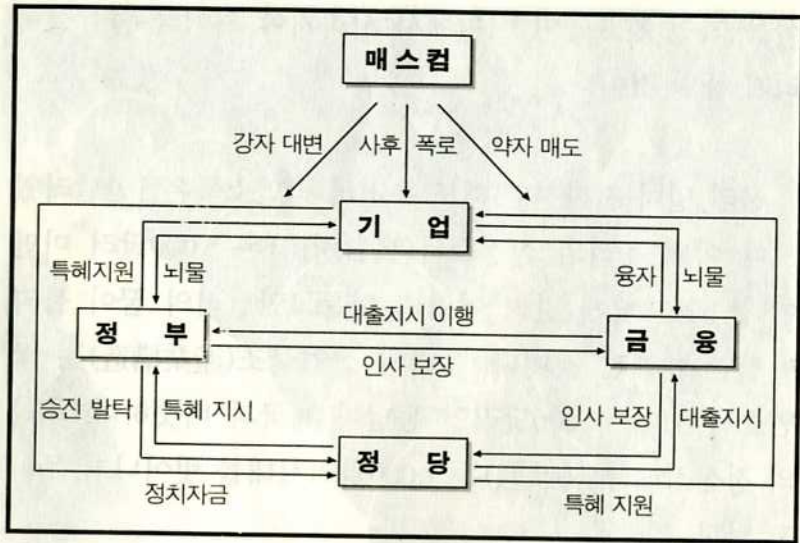 매스컴
강자 대변 사후 폭로 약자 매도
기 업
특혜지원 뇌물 융자 뇌물
대출지시 이행
정 부 금 융
인사 보장
승진 발탁 특혜 지시 인사 보장 대출지시
정 당
정치자금 특혜 지원